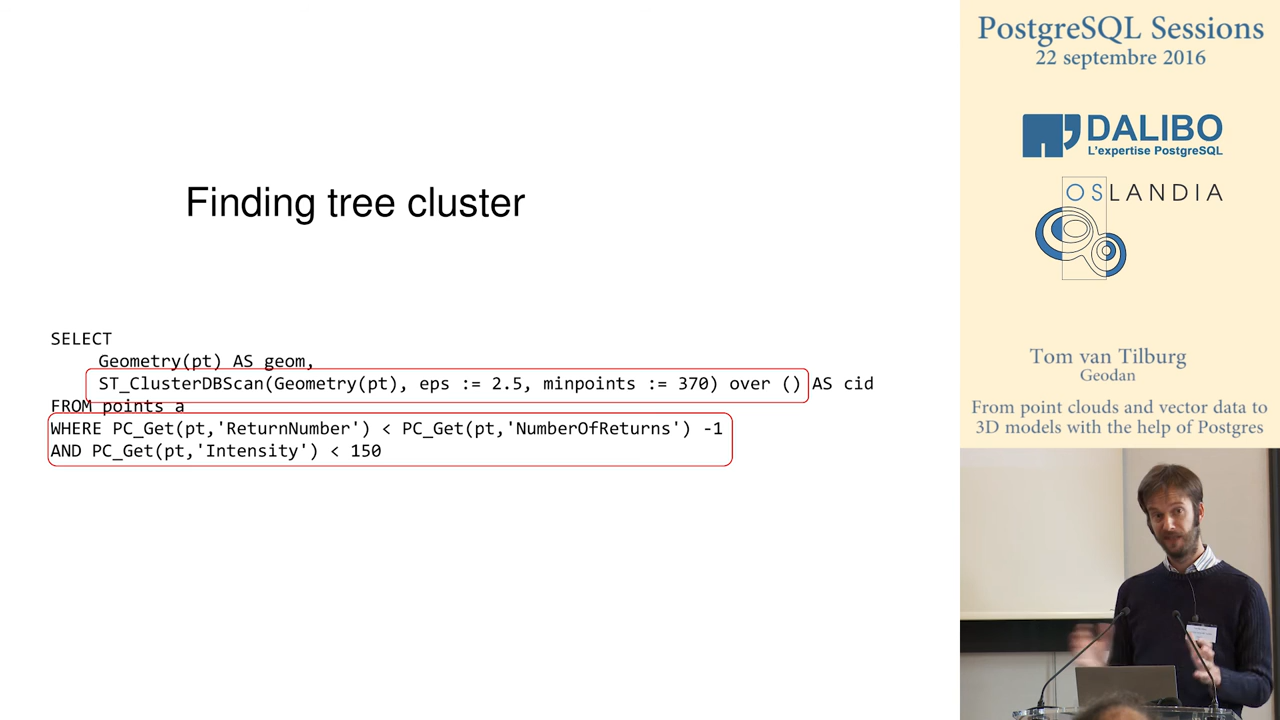 Finding tree cluster
SELECT
Geometry(pt) AS geom,
ST_ClusterDBScan(Geometry(pt), eps := 2.5, minpoints := 370) over () AS cid
FROM points a
WHERE PC_Get(pt,'ReturnNumber') < PC_Get(pt,'NumberOfReturns') -1
AND PC_Get(pt,'Intensity') < 150
PostgreSQL Sessions
22 septembre 2016
DALIBO
L'expertise PostgreSQL
OSLANDIA
Tom van Tilburg
Geodan
From point clouds and vector data to
3D models with the help of Postgres